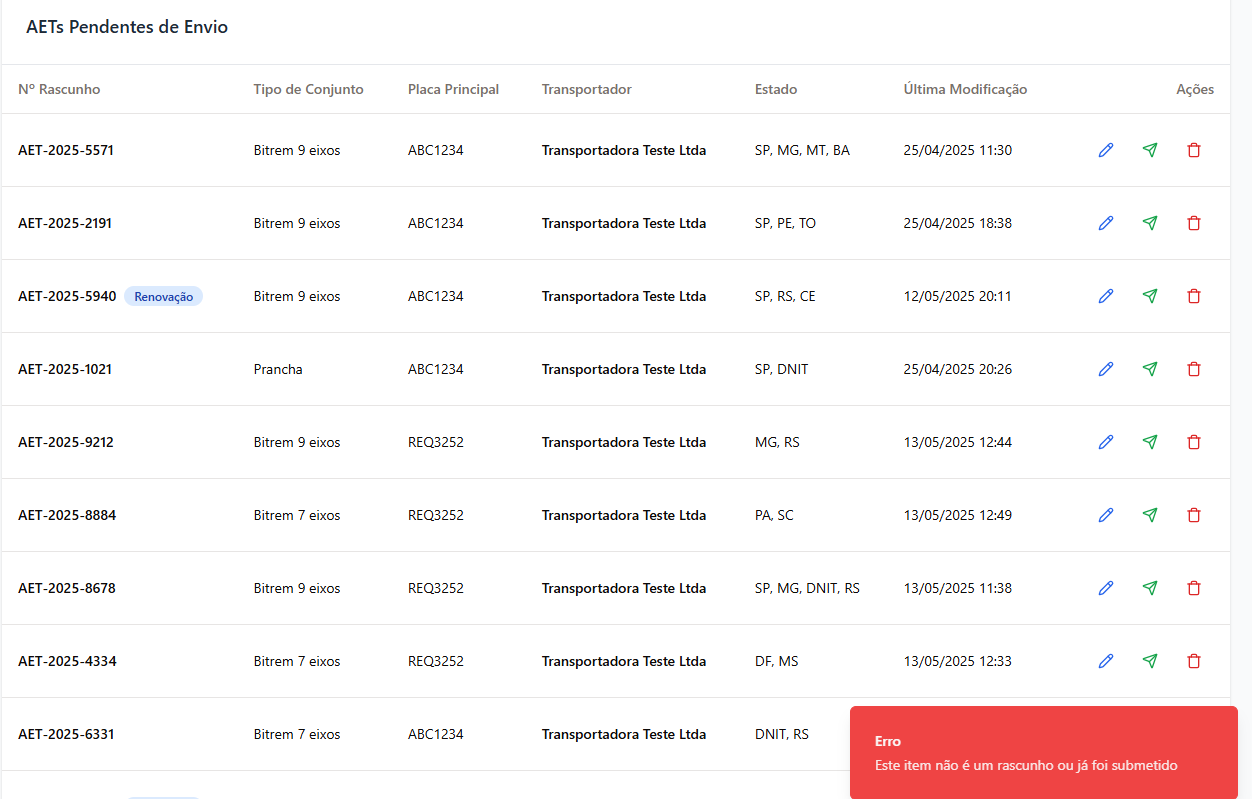 AETs Pendentes de Envio
Nº Rascunho Tipo de Conjunto Placa Principal Transportador Estado Última Modificação Ações
AET-2025-5571 Bitrem 9 eixos ABC1234 Transportadora Teste Ltda SP, MG, MT, BA 25/04/2025 11:30
AET-2025-2191 Bitrem 9 eixos ABC1234 Transportadora Teste Ltda SP, PE, TO 25/04/2025 18:38
AET-2025-5940 Renovação Bitrem 9 eixos ABC1234 Transportadora Teste Ltda SP, RS, CE 12/05/2025 20:11
AET-2025-1021 Prancha ABC1234 Transportadora Teste Ltda SP, DNIT 25/04/2025 20:26
AET-2025-9212 Bitrem 9 eixos REQ3252 Transportadora Teste Ltda MG, RS 13/05/2025 12:44
AET-2025-8884 Bitrem 7 eixos REQ3252 Transportadora Teste Ltda PA, SC 13/05/2025 12:49
AET-2025-8678 Bitrem 9 eixos REQ3252 Transportadora Teste Ltda SP, MG, DNIT, RS 13/05/2025 11:38
AET-2025-4334 Bitrem 7 eixos REQ3252 Transportadora Teste Ltda DF, MS 13/05/2025 12:33
AET-2025-6331 Bitrem 7 eixos ABC1234 Transportadora Teste Ltda DNIT, RS
Erro
Este item não é um rascunho ou já foi submetido